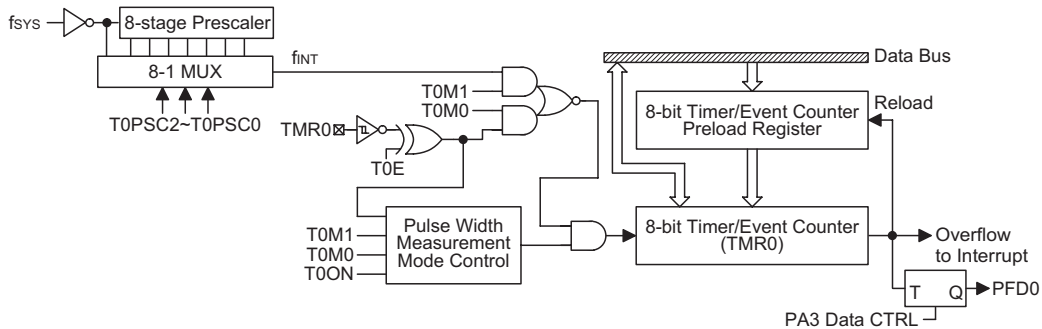 fSYS
8-stage Prescaler
8-1 MUX
T0PSC2~T0PSC0
fINT
T0M1
T0M0
TMR0
T0E
T0M1
T0M0
T0ON
Pulse Width
Measurement
Mode Control
Data Bus
8-bit Timer/Event Counter
Preload Register
Reload
8-bit Timer/Event Counter
(TMR0)
Overflow
to Interrupt
T
Q
PFD0
PA3 Data CTRL